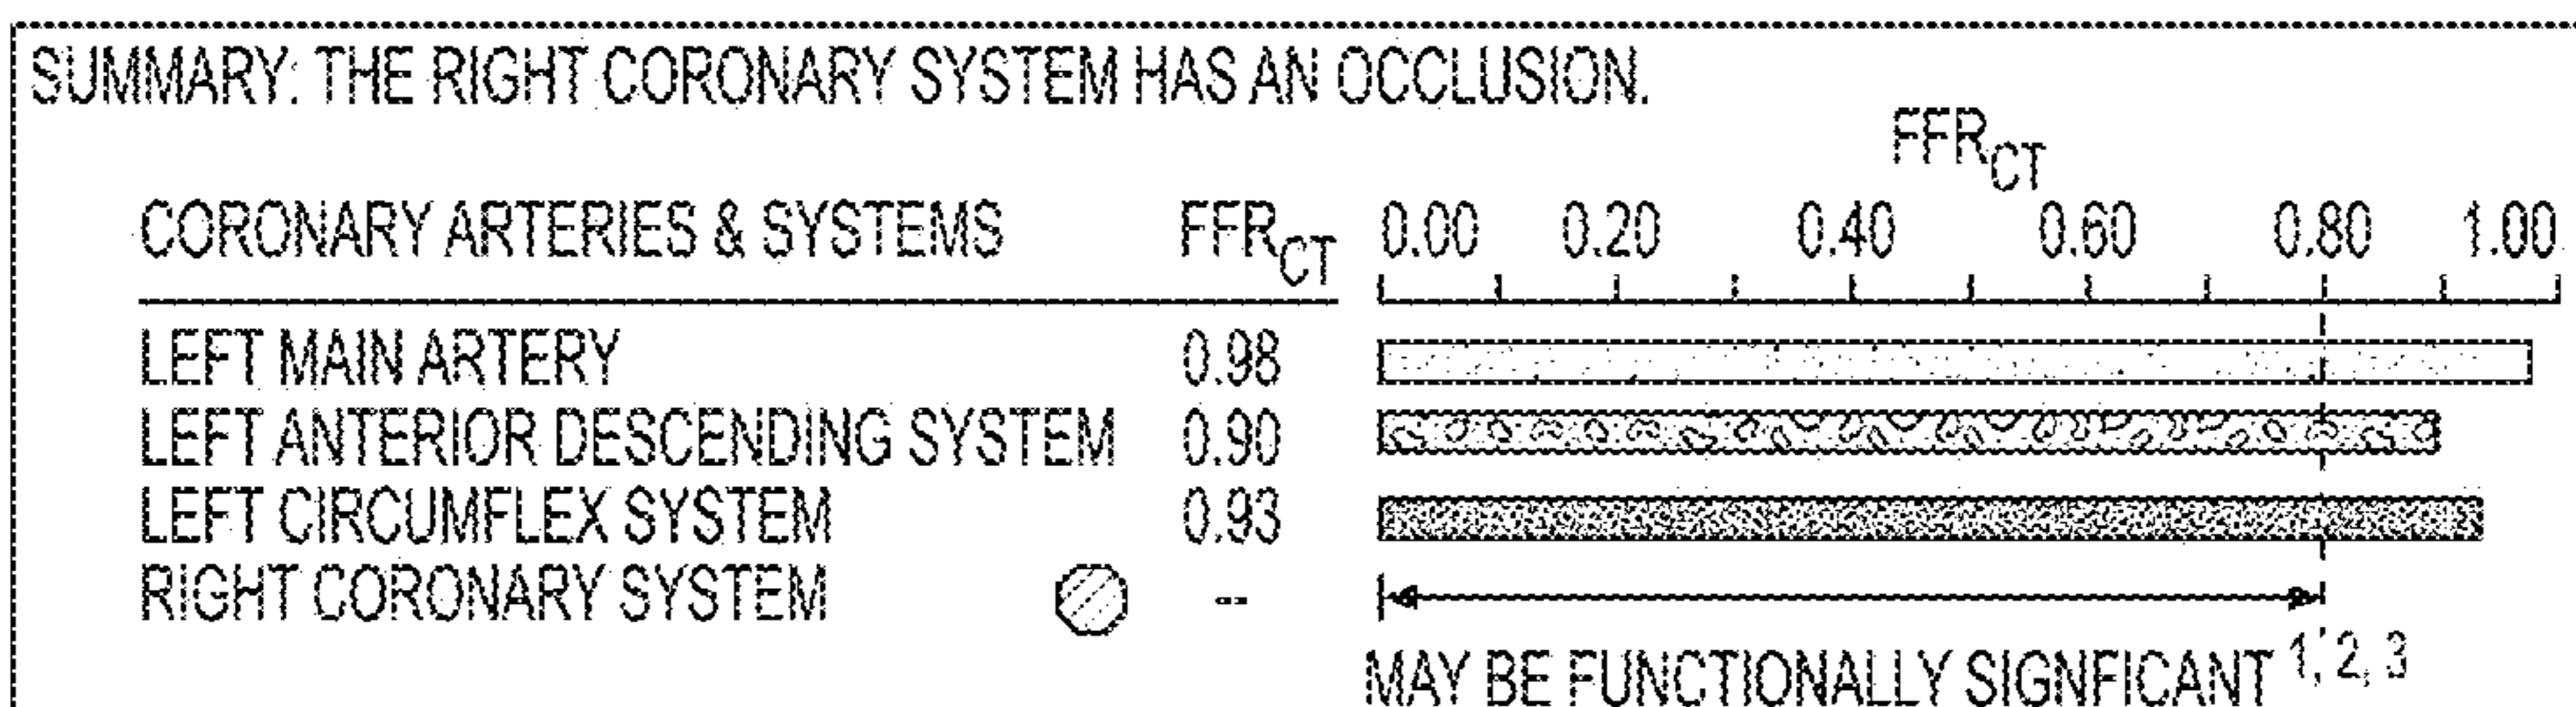 SUMMARY: THE RIGHT CORONARY SYSTEM HAS AN OCCLUSION.
FFRCT
CORONARY ARTERIES & SYSTEMS FFRCT 0.00 0.20 0.40 0.60 0.80 1.00
LEFT MAIN ARTERY 0.98
LEFT ANTERIOR DESCENDING SYSTEM 0.90
LEFT CIRCUMFLEX SYSTEM 0.93
RIGHT CORONARY SYSTEM --
MAY BE FUNCTIONALLY SIGNFICANT 1, 2, 3